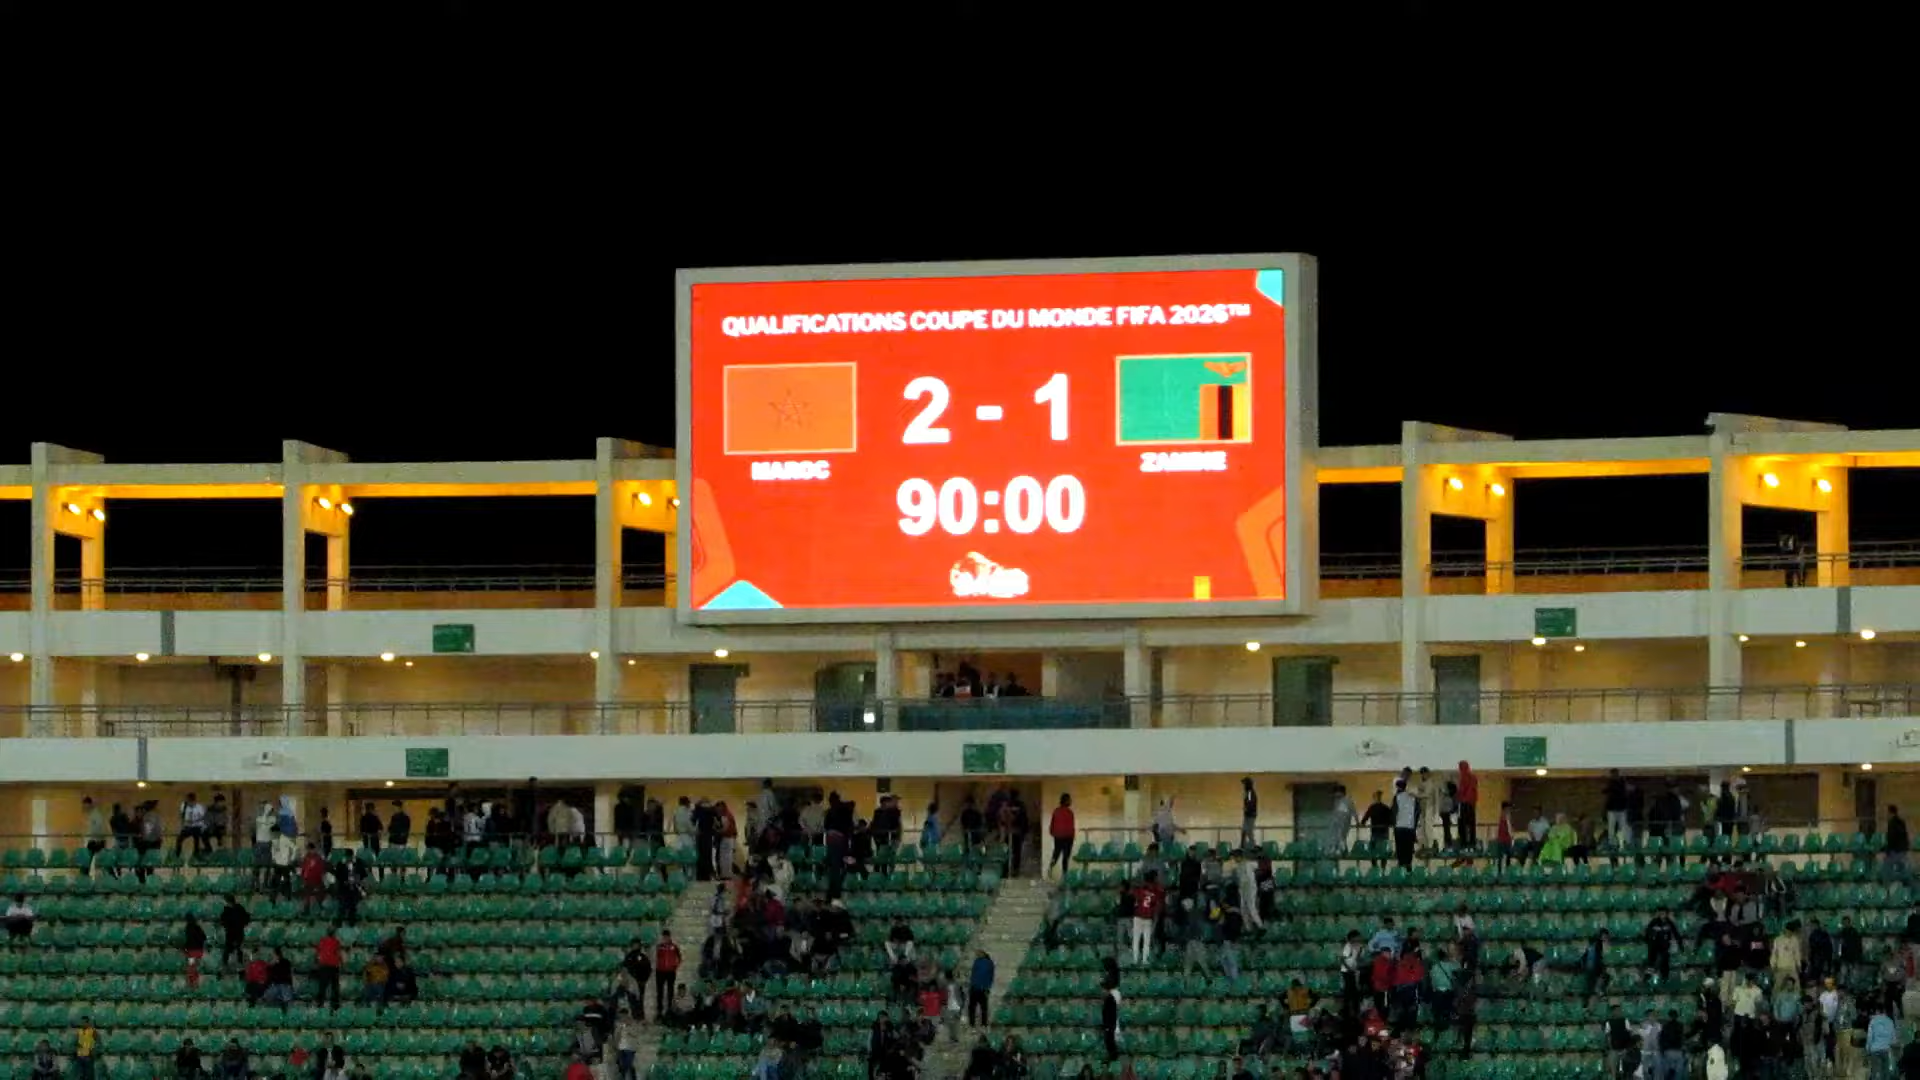 QUALIFICATIONS COUPE DU MONDE FIFA 2026™
2 - 1
MAROC
ZAMBIE
90:00